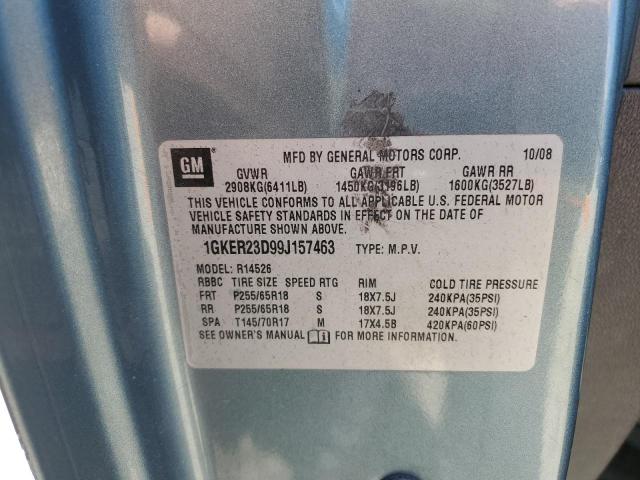 GM MFD BY GENERAL MOTORS CORP. 10/08
GVWR GAWR FRT GAWR RR
2908KG(6411LB) 1450KG(3196LB) 1600KG(3527LB)
THIS VEHICLE CONFORMS TO ALL APPLICABLE U.S. FEDERAL MOTOR
VEHICLE SAFETY STANDARDS IN EFFECT ON THE DATE OF
MANUFACTURE SHOWN ABOVE.
1GKER23D99J157463 TYPE: M.P.V.
MODEL: R14526
RBBC TIRE SIZE SPEED RTG RIM COLD TIRE PRESSURE
FRT P255/65R18 S 18X7.5J 240KPA(35PSI)
RR P255/65R18 S 18X7.5J 240KPA(35PSI)
SPA T145/70R17 M 17X4.5B 420KPA(60PSI)
SEE OWNER'S MANUAL FOR MORE INFORMATION.